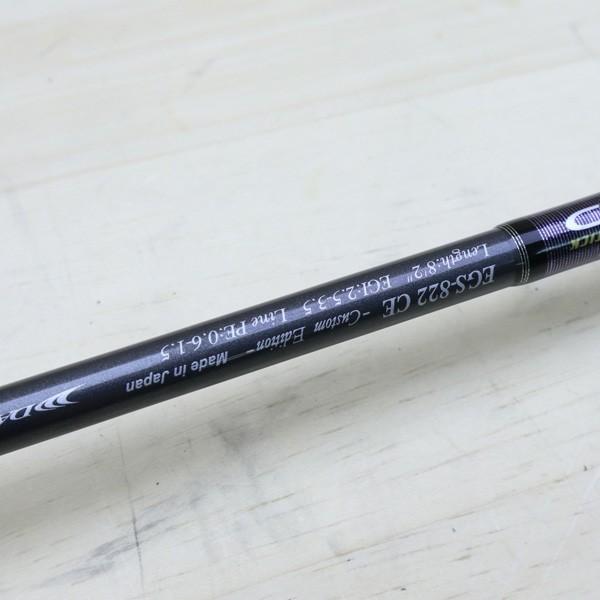 EGS-822 CE -Custom Edition- Made in Japan
Length:8'2" EGI:2.5-3.5 Line PE:0.6-1.5